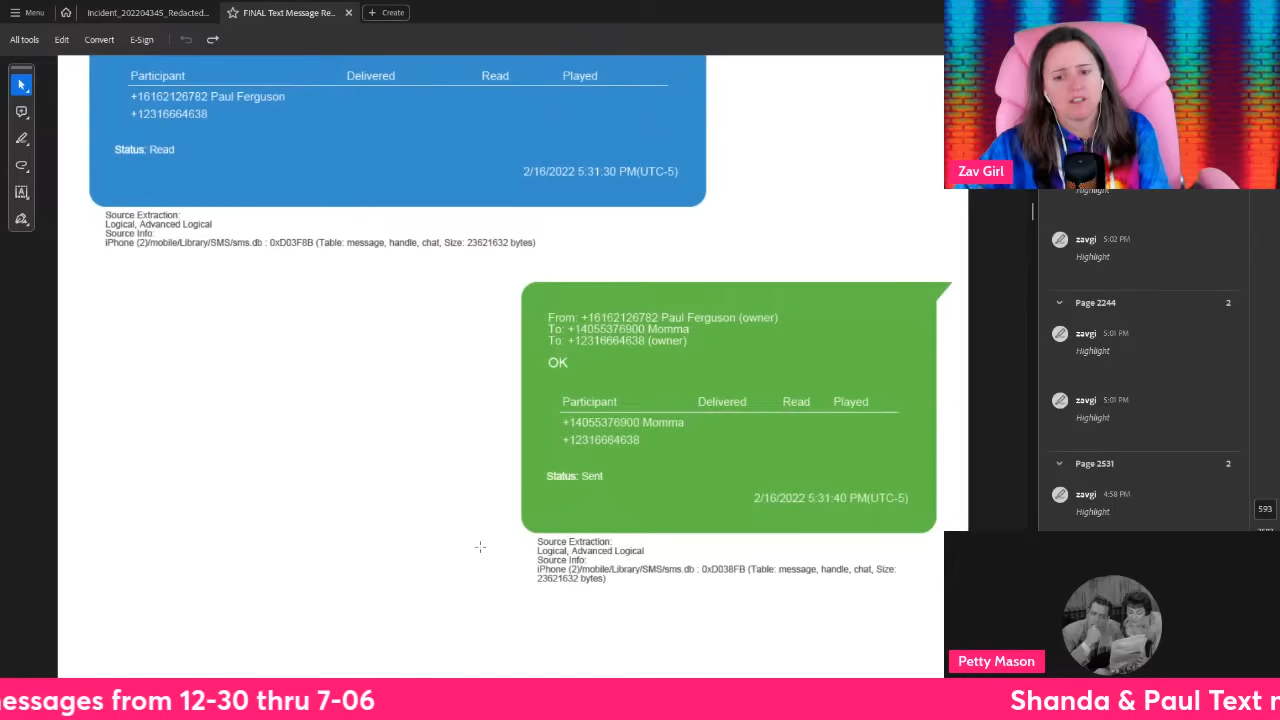 Menu
Incident_202204345_Redacted...
FINAL Text Message Re...
Create
All tools
Edit
Convert
E-Sign
Participant Delivered Read Played
+16162126782 Paul Ferguson
+12316664638
Status: Read
2/16/2022 5:31:30 PM(UTC-5)
Source Extraction:
Logical, Advanced Logical
Source Info:
iPhone (2)/mobile/Library/SMS/sms.db : 0xD03F8B (Table: message, handle, chat, Size: 23621632 bytes)
From: +16162126782 Paul Ferguson (owner)
To: +14055376900 Momma
To: +12316664638 (owner)
OK
Participant Delivered Read Played
+14055376900 Momma
+12316664638
Status: Sent
2/16/2022 5:31:40 PM(UTC-5)
Source Extraction:
Logical, Advanced Logical
Source Info:
iPhone (2)/mobile/Library/SMS/sms.db : 0xD038FB (Table: message, handle, chat, Size:
23621632 bytes)
Zav Girl
Highlight
zavgi 5:02 PM
Highlight
Page 2244 2
zavgi 5:01 PM
Highlight
zavgi 5:01 PM
Highlight
Page 2531 2
zavgi 4:58 PM
Highlight
593
Petty Mason
nessages from 12-30 thru 7-06
Shanda & Paul Text r